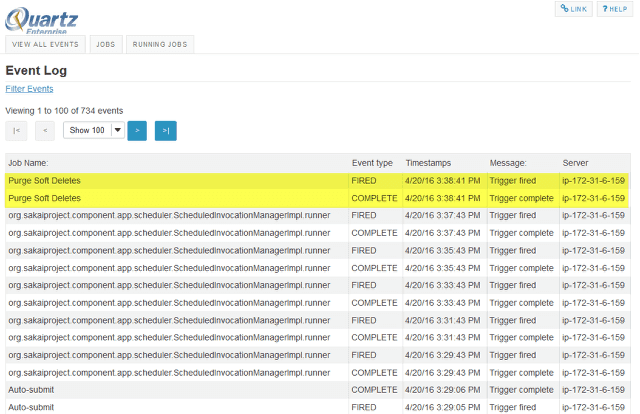 Quartz
Enterprise
LINK
? HELP
VIEW ALL EVENTS JOBS RUNNING JOBS
Event Log
Filter Events
Viewing 1 to 100 of 734 events
|< < Show 100 > >|
Job Name: Event type Timestamps Message: Server
Purge Soft Deletes FIRED 4/20/16 3:38:41 PM Trigger fired ip-172-31-6-159
Purge Soft Deletes COMPLETE 4/20/16 3:38:41 PM Trigger complete ip-172-31-6-159
org.sakaiproject.component.app.scheduler.ScheduledInvocationManagerImpl.runner FIRED 4/20/16 3:37:43 PM Trigger fired ip-172-31-6-159
org.sakaiproject.component.app.scheduler.ScheduledInvocationManagerImpl.runner COMPLETE 4/20/16 3:37:43 PM Trigger complete ip-172-31-6-159
org.sakaiproject.component.app.scheduler.ScheduledInvocationManagerImpl.runner FIRED 4/20/16 3:35:43 PM Trigger fired ip-172-31-6-159
org.sakaiproject.component.app.scheduler.ScheduledInvocationManagerImpl.runner COMPLETE 4/20/16 3:35:43 PM Trigger complete ip-172-31-6-159
org.sakaiproject.component.app.scheduler.ScheduledInvocationManagerImpl.runner FIRED 4/20/16 3:33:43 PM Trigger fired ip-172-31-6-159
org.sakaiproject.component.app.scheduler.ScheduledInvocationManagerImpl.runner COMPLETE 4/20/16 3:33:43 PM Trigger complete ip-172-31-6-159
org.sakaiproject.component.app.scheduler.ScheduledInvocationManagerImpl.runner FIRED 4/20/16 3:31:43 PM Trigger fired ip-172-31-6-159
org.sakaiproject.component.app.scheduler.ScheduledInvocationManagerImpl.runner COMPLETE 4/20/16 3:31:43 PM Trigger complete ip-172-31-6-159
org.sakaiproject.component.app.scheduler.ScheduledInvocationManagerImpl.runner FIRED 4/20/16 3:29:43 PM Trigger fired ip-172-31-6-159
org.sakaiproject.component.app.scheduler.ScheduledInvocationManagerImpl.runner COMPLETE 4/20/16 3:29:43 PM Trigger complete ip-172-31-6-159
Auto-submit COMPLETE 4/20/16 3:29:06 PM Trigger complete ip-172-31-6-159
Auto-submit FIRED 4/20/16 3:29:05 PM Trigger fired ip-172-31-6-159